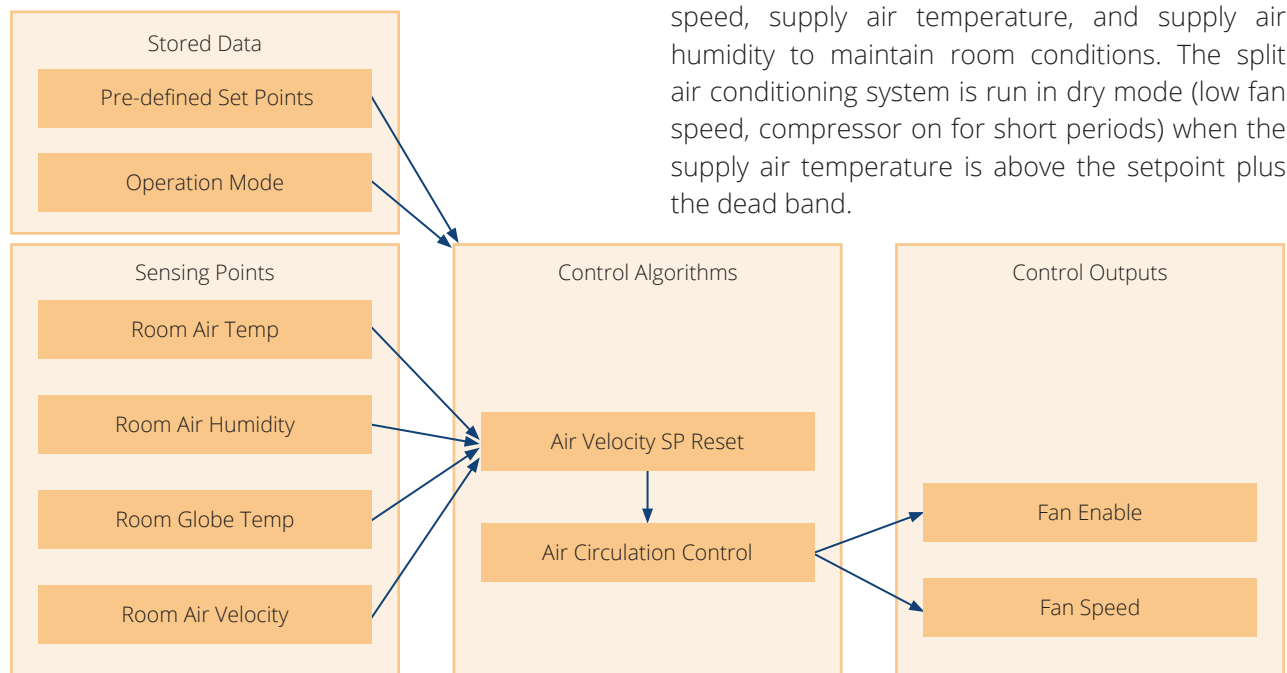 speed, supply air temperature, and supply air
humidity to maintain room conditions. The split
air conditioning system is run in dry mode (low fan
speed, compressor on for short periods) when the
supply air temperature is above the setpoint plus
the dead band.
Stored Data
Pre-defined Set Points
Operation Mode
Sensing Points
Room Air Temp
Room Air Humidity
Room Globe Temp
Room Air Velocity
Control Algorithms
Air Velocity SP Reset
Air Circulation Control
Control Outputs
Fan Enable
Fan Speed